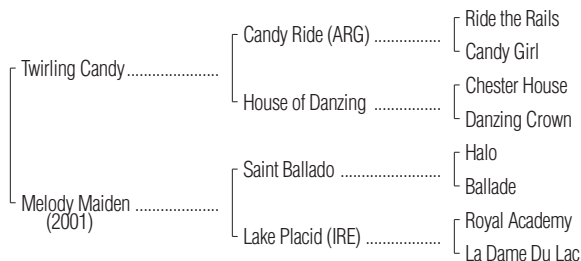 Ride the Rails
Candy Ride (ARG) ................
Candy Girl
Twirling Candy ......................
Chester House
House of Danzing ................
Danzing Crown
Halo
Saint Ballado ........................
Ballade
Melody Maiden ....................
(2001)
Royal Academy
Lake Placid (IRE) ..................
La Dame Du Lac